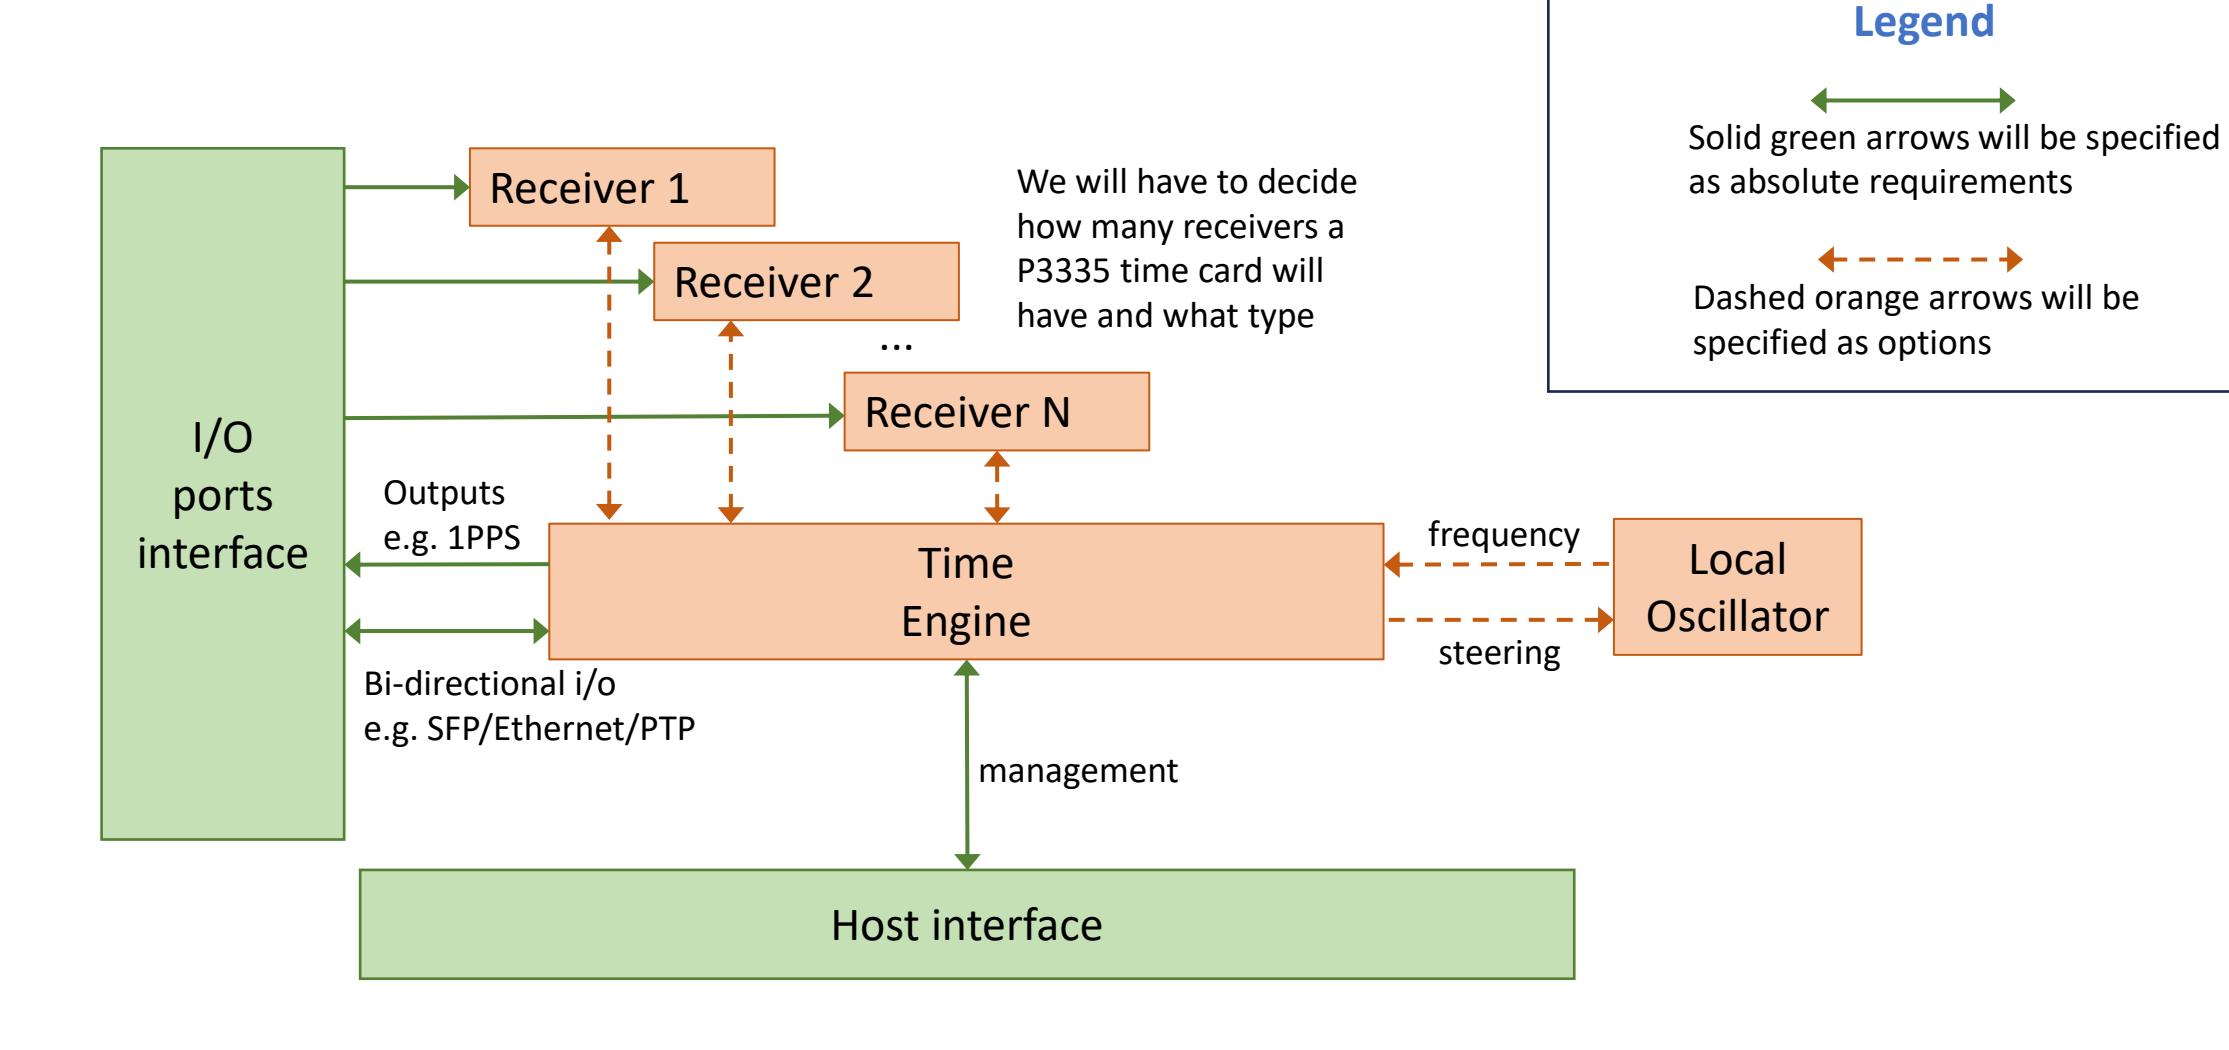 Legend
Solid green arrows will be specified
as absolute requirements
Dashed orange arrows will be
specified as options
Receiver 1
Receiver 2
...
Receiver N
We will have to decide
how many receivers a
P3335 time card will
have and what type
I/O
ports
interface
Outputs
e.g. 1PPS
Time
Engine
frequency
steering
Local
Oscillator
Bi-directional i/o
e.g. SFP/Ethernet/PTP
management
Host interface